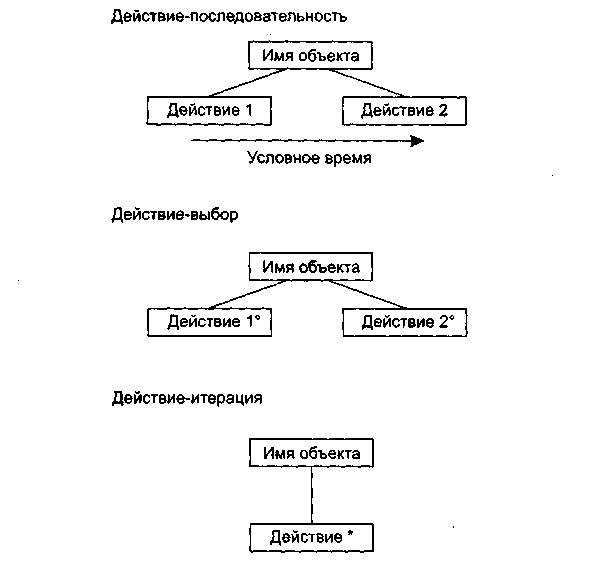 Действие-последовательность
Имя объекта
Действие 1 Действие 2
Условное время
Действие-выбор
Имя объекта
Действие 1° Действие 2°
Действие-итерация
Имя объекта
Действие *